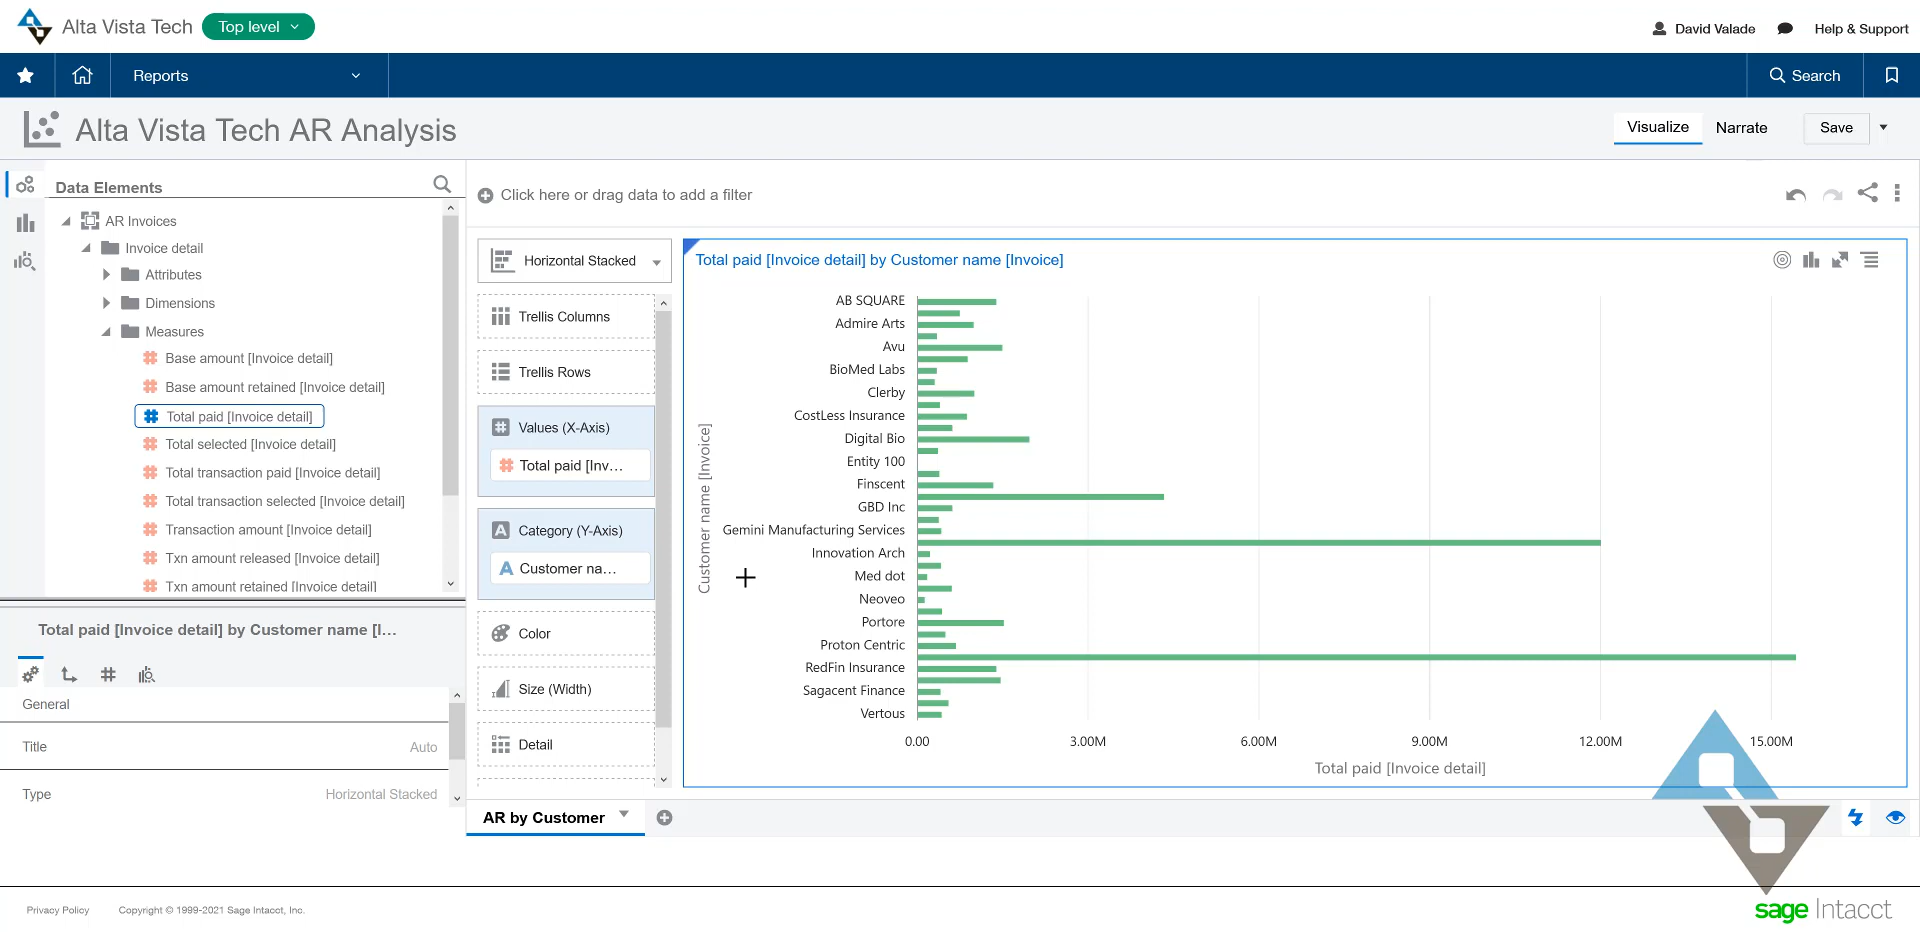 Alta Vista Tech
Top level
David Valade
Help & Support
Reports
Search
Alta Vista Tech AR Analysis
Visualize
Narrate
Save
Data Elements
AR Invoices
Invoice detail
Attributes
Dimensions
Measures
Base amount [Invoice detail]
Base amount retained [Invoice detail]
Total paid [Invoice detail]
Total selected [Invoice detail]
Total transaction paid [Invoice detail]
Total transaction selected [Invoice detail]
Transaction amount [Invoice detail]
Txn amount released [Invoice detail]
Txn amount retained [Invoice detail]
Total paid [Invoice detail] by Customer name [I...
General
Title Auto
Type Horizontal Stacked
Click here or drag data to add a filter
Horizontal Stacked
Trellis Columns
Trellis Rows
Values (X-Axis)
Total paid [Inv...
Category (Y-Axis)
Customer na...
Color
Size (Width)
Detail
Total paid [Invoice detail] by Customer name [Invoice]
Customer name [Invoice]
AB SQUARE
Admire Arts
Avu
BioMed Labs
Clerby
CostLess Insurance
Digital Bio
Entity 100
Finscent
GBD Inc
Gemini Manufacturing Services
Innovation Arch
Med dot
Neoveo
Portore
Proton Centric
RedFin Insurance
Sagacent Finance
Vertous
0.00 3.00M 6.00M 9.00M 12.00M 15.00M
Total paid [Invoice detail]
AR by Customer
Privacy Policy
Copyright © 1999-2021 Sage Intacct, Inc.
sage Intacct